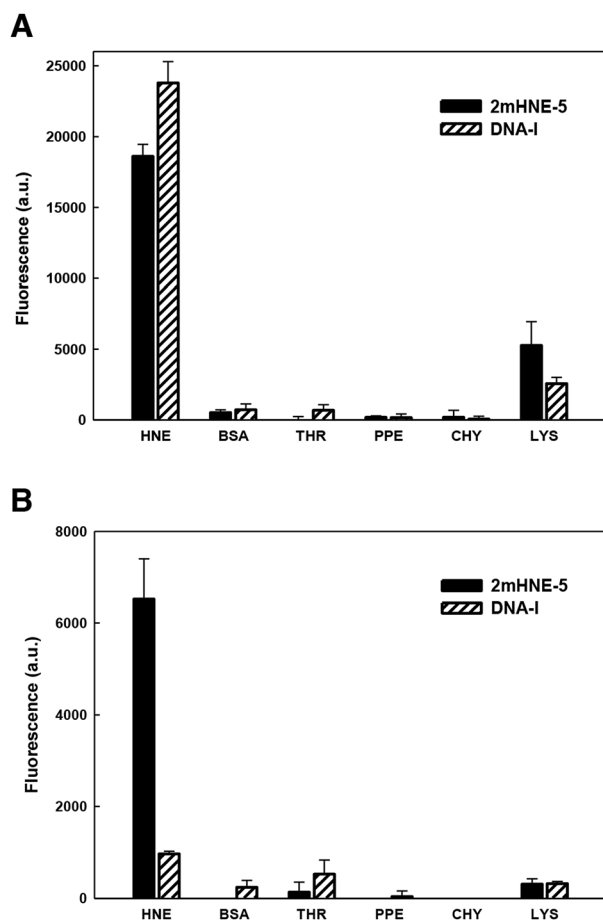 A
Fluorescence (a.u.)
25000
20000
15000
10000
5000
0
2mHNE-5
DNA-I
HNE BSA THR PPE CHY LYS
B
Fluorescence (a.u.)
8000
6000
4000
2000
0
2mHNE-5
DNA-I
HNE BSA THR PPE CHY LYS